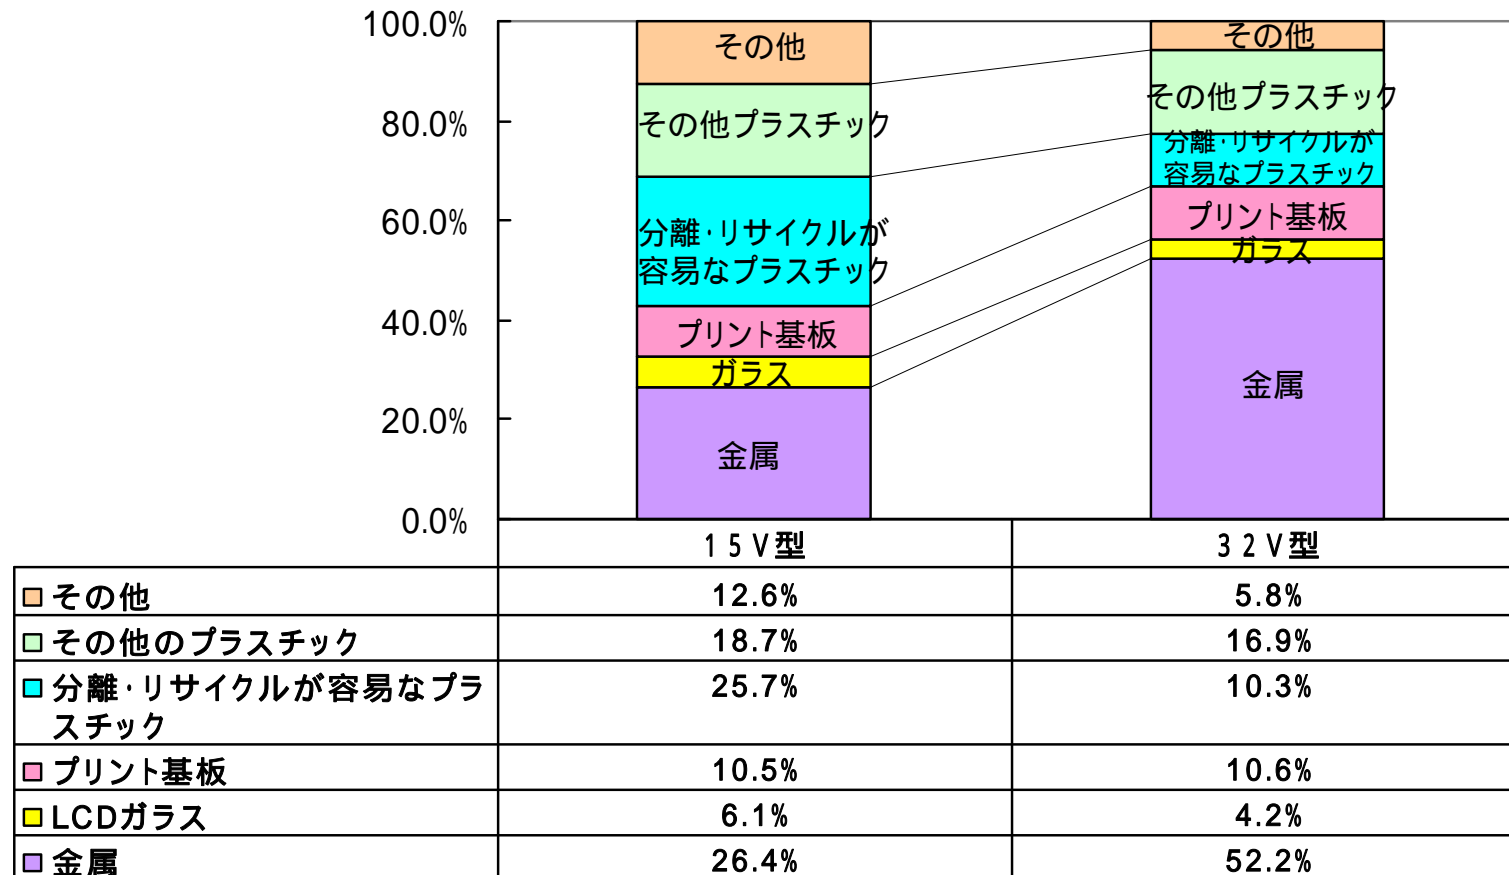 100.0%
80.0%
60.0%
40.0%
20.0%
0.0%
その他
その他プラスチック
分離・リサイクルが
容易なプラスチック
プリント基板
ガラス
金属
その他
その他プラスチック
分離・リサイクルが
容易なプラスチック
プリント基板
ガラス
金属
15V型 32V型
その他 12.6% 5.8%
その他のプラスチック 18.7% 16.9%
分離・リサイクルが容易なプラ 25.7% 10.3%
スチック
プリント基板 10.5% 10.6%
LCDガラス 6.1% 4.2%
金属 26.4% 52.2%